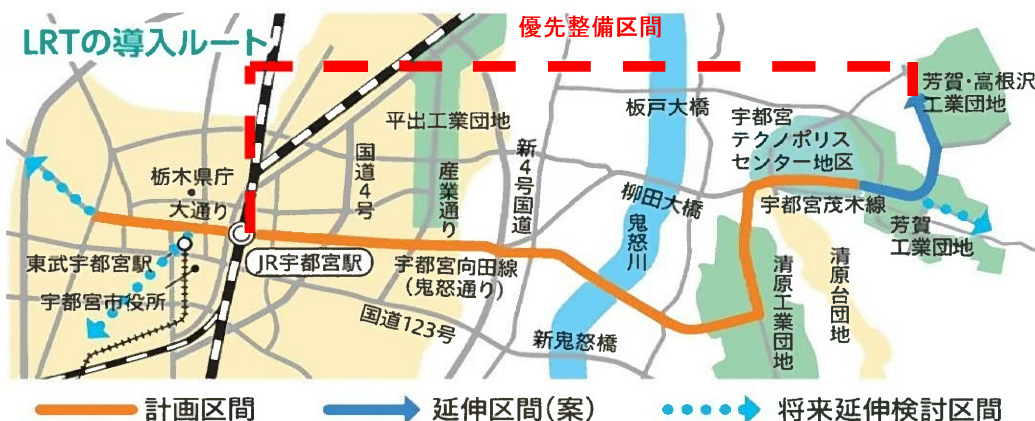 LRTの導入ルート
優先整備区間
芳賀・高根沢
工業団地
板戸大橋
宇都宮
テクノポリス
センター地区
平出工業団地
国道4号
産業通り
新4号国道
栃木県庁
大通り
柳田大橋
鬼怒川
宇都宮茂木線
芳賀
工業団地
東武宇都宮駅
JR宇都宮駅
宇都宮向田線
(鬼怒通り)
宇都宮市役所
国道123号
新鬼怒橋
清原工業団地
清原台団地
計画区間
延伸区間(案)
将来延伸検討区間